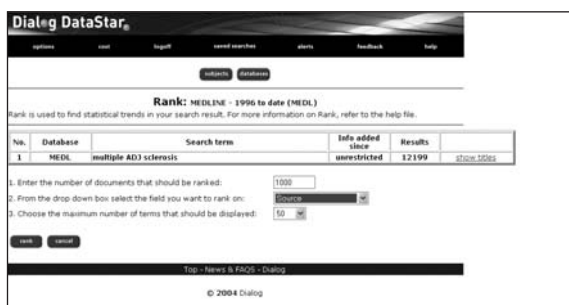 Dialog DataStar®
options cost logoff saved searches alerts feedback help
subjects databases
Rank: MEDLINE - 1996 to date (MEDL)
Rank is used to find statistical trends in your search result. For more information on Rank, refer to the help file.
No. Database Search term Info added since Results
1 MEDL multiple ADJ sclerosis unrestricted 12199 show titles
1. Enter the number of documents that should be ranked: 1000
2. From the drop down box select the field you want to rank on: Source
3. Choose the maximum number of terms that should be displayed: 50
rank cancel
Top - News & FAQS - Dialog
© 2004 Dialog